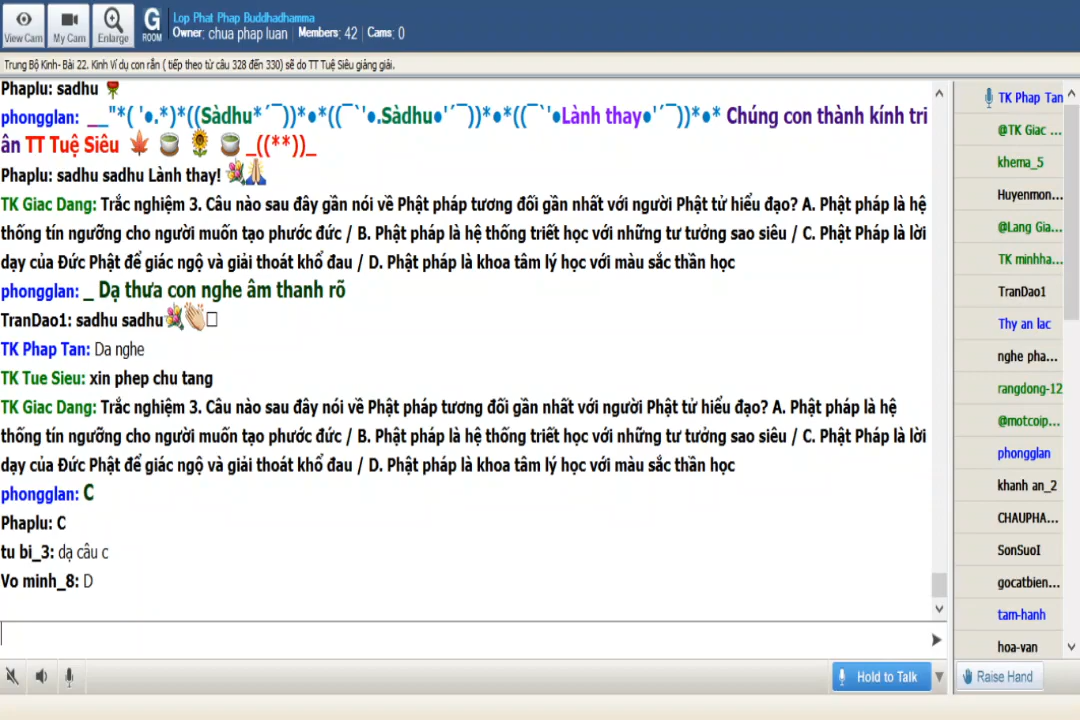 Lop Phat Phap Buddhadhamma
Owner: chua phap luan | Members: 42 | Cams: 0
View Cam My Cam Enlarge G ROOM
Trung Bộ Kinh- Bài 22. Kinh Ví dụ con rắn ( tiếp theo từ câu 328 đến 330) sẽ do TT Tuệ Siêu giảng giải.
Phaplu: sadhu
phongglan: __"*( '●.*)*((Sàdhu*´¯))*●*((¯`'●.Sàdhu●'´¯))*●*((¯`'●Lành thay●'´¯))*●* Chúng con thành kính tri
ân TT Tuệ Siêu _((**))_
Phaplu: sadhu sadhu Lành thay!
TK Giac Dang: Trắc nghiệm 3. Câu nào sau đây gần nói về Phật pháp tương đối gần nhất với người Phật tử hiểu đạo? A. Phật pháp là hệ
thống tín ngưỡng cho người muốn tạo phước đức / B. Phật pháp là hệ thống triết học với những tư tưởng sao siêu / C. Phật Pháp là lời
dạy của Đức Phật để giác ngộ và giải thoát khổ đau / D. Phật pháp là khoa tâm lý học với màu sắc thần học
phongglan: _ Dạ thưa con nghe âm thanh rõ
TranDao1: sadhu sadhu
TK Phap Tan: Da nghe
TK Tue Sieu: xin phep chu tang
TK Giac Dang: Trắc nghiệm 3. Câu nào sau đây nói về Phật pháp tương đối gần nhất với người Phật tử hiểu đạo? A. Phật pháp là hệ
thống tín ngưỡng cho người muốn tạo phước đức / B. Phật pháp là hệ thống triết học với những tư tưởng sao siêu / C. Phật Pháp là lời
dạy của Đức Phật để giác ngộ và giải thoát khổ đau / D. Phật pháp là khoa tâm lý học với màu sắc thần học
phongglan: C
Phaplu: C
tu bi_3: dạ câu c
Vo minh_8: D
TK Phap Tan
@TK Giac ...
khema_5
Huyenmon...
@Lang Gia...
TK minhha...
TranDao1
Thy an lac
nghe pha...
rangdong-12
@motcoip...
phongglan
khanh an_2
CHAUPHA...
SonSuoI
gocatbien...
tam-hanh
hoa-van
Hold to Talk
Raise Hand